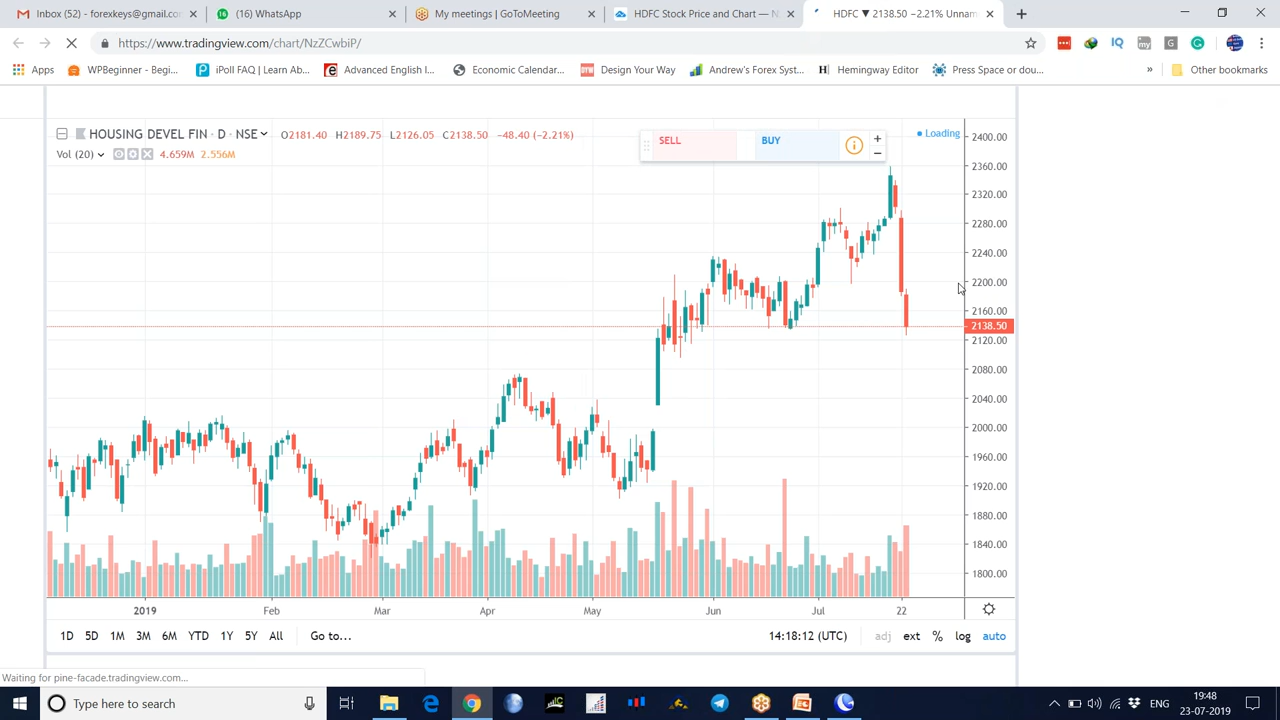 Inbox (52) - forexkeys@gmail.co
(16) WhatsApp
My meetings | GoToMeeting
HDFC Stock Price and Chart — N
HDFC ▼ 2138.50 −2.21% Unnam
https://www.tradingview.com/chart/NzZCwbiP/
Apps
WPBeginner - Begi...
iPoll FAQ | Learn Ab...
Advanced English I...
Economic Calendar...
Design Your Way
Andrew's Forex Syst...
Hemingway Editor
Press Space or dou...
»
Other bookmarks
HOUSING DEVEL FIN · D · NSE
O2181.40 H2189.75 L2126.05 C2138.50 −48.40 (−2.21%)
SELL
BUY
Loading
Vol (20)
4.659M 2.556M
2400.00
2360.00
2320.00
2280.00
2240.00
2200.00
2160.00
2138.50
2120.00
2080.00
2040.00
2000.00
1960.00
1920.00
1880.00
1840.00
1800.00
2019 Feb Mar Apr May Jun Jul 22
1D 5D 1M 3M 6M YTD 1Y 5Y All Go to...
14:18:12 (UTC) adj ext % log auto
Waiting for pine-facade.tradingview.com...
Type here to search
ENG
19:48
23-07-2019